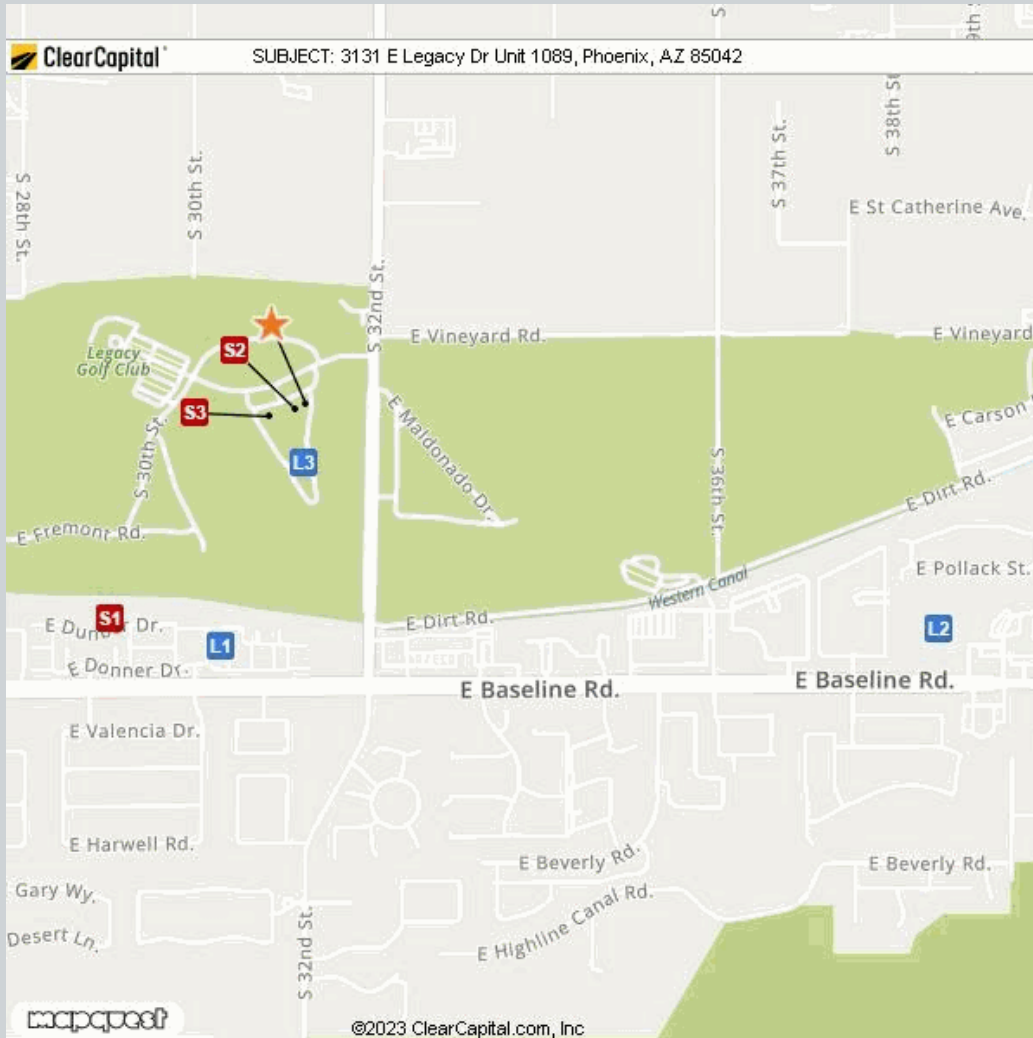 S
9th
ClearCapital
SUBJECT: 3131 E Legacy Dr Unit 1089, Phoenix, AZ 85042
S 28th St.
S 30th St.
S 37th St.
S 38th St
E St Catherine Ave.
S 32nd St.
E Vineyard Rd.
E Vineyard
S2
Legacy
Golf Club
S3
E Maldonado Dr.
E Carson
L3
S 30th St.
S 36th St.
E Dirt Rd.
E Fremont Rd.
E Pollack St.
Western Canal
S1
E Dirt Rd.
L2
L1
E Donner Dr.
E Baseline Rd.
E Baseline Rd.
E Valencia Dr.
E Harwell Rd.
E Beverly Rd.
E Beverly Rd.
Gary Wy.
E Highline Canal Rd.
Desert Ln.
S 32nd St.
mapquest
©2023 ClearCapital.com, Inc